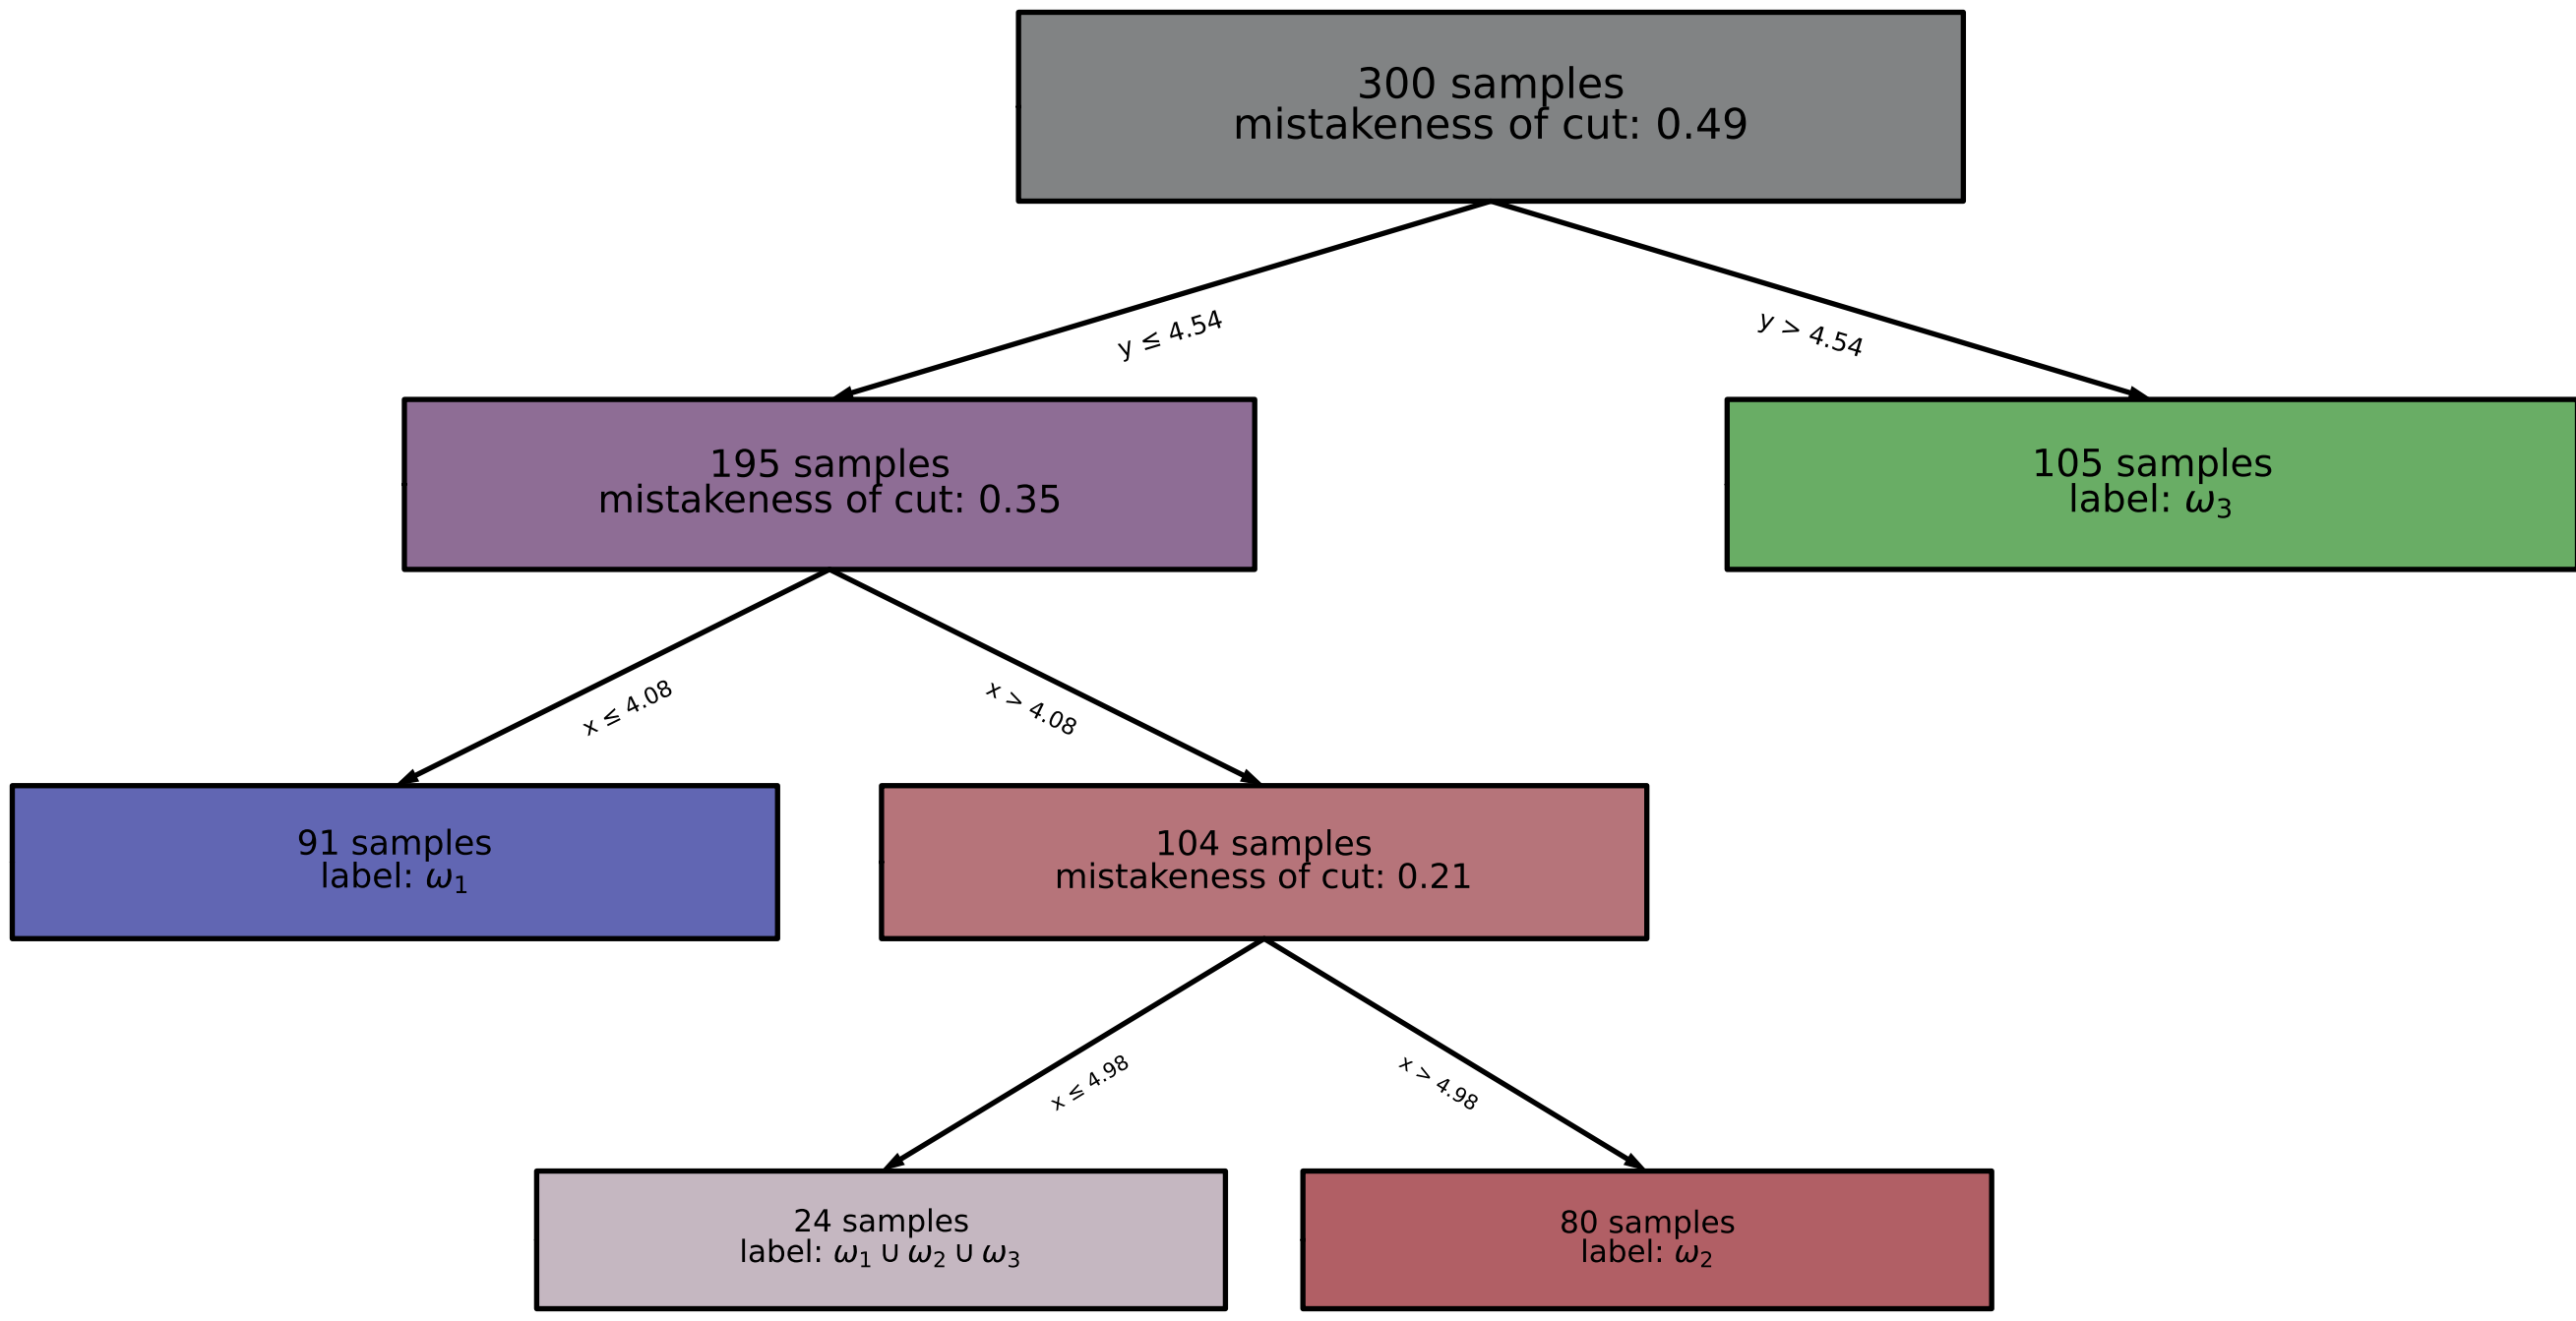 300 samples
mistakeness of cut: 0.49
y ≤ 4.54
y > 4.54
195 samples
mistakeness of cut: 0.35
105 samples
label: ω₃
x ≤ 4.08
x > 4.08
91 samples
label: ω₁
104 samples
mistakeness of cut: 0.21
x ≤ 4.98
x > 4.98
24 samples
label: ω₁ ∪ ω₂ ∪ ω₃
80 samples
label: ω₂